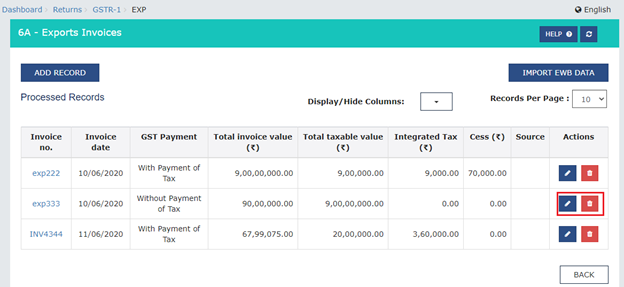 Dashboard › Returns › GSTR-1 › EXP English
6A - Exports Invoices HELP ?
ADD RECORD IMPORT EWB DATA
Processed Records Display/Hide Columns: Records Per Page : 10
Invoice no. Invoice date GST Payment Total invoice value (₹) Total taxable value (₹) Integrated Tax (₹) Cess (₹) Source Actions
exp222 10/06/2020 With Payment of Tax 9,00,00,000.00 9,00,000.00 9,000.00 70,000.00
exp333 10/06/2020 Without Payment of Tax 90,00,000.00 9,00,00,000.00 0.00 0.00
INV4344 11/06/2020 With Payment of Tax 67,99,075.00 20,00,000.00 3,60,000.00 0.00
BACK